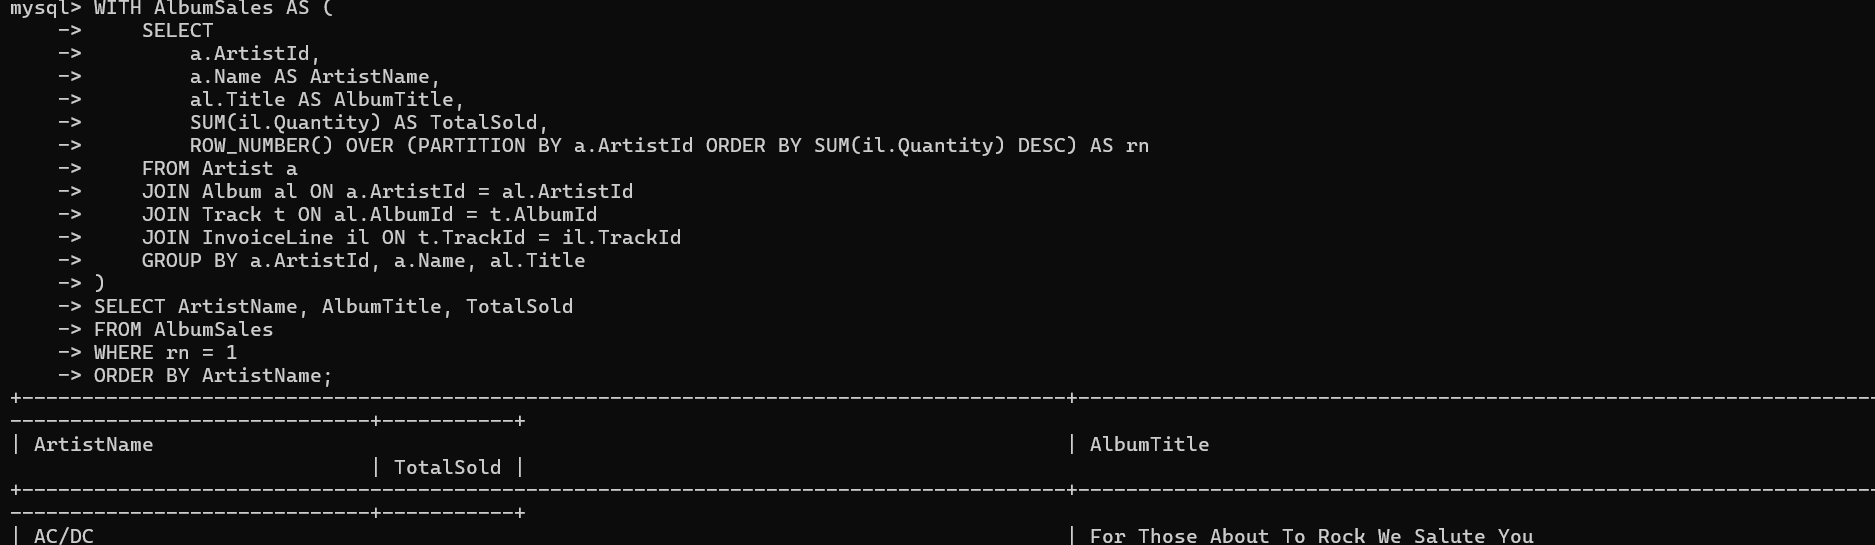 mysql> WITH AlbumSales AS (
    ->     SELECT
    ->         a.ArtistId,
    ->         a.Name AS ArtistName,
    ->         al.Title AS AlbumTitle,
    ->         SUM(il.Quantity) AS TotalSold,
    ->         ROW_NUMBER() OVER (PARTITION BY a.ArtistId ORDER BY SUM(il.Quantity) DESC) AS rn
    ->     FROM Artist a
    ->     JOIN Album al ON a.ArtistId = al.ArtistId
    ->     JOIN Track t ON al.AlbumId = t.AlbumId
    ->     JOIN InvoiceLine il ON t.TrackId = il.TrackId
    ->     GROUP BY a.ArtistId, a.Name, al.Title
    -> )
    -> SELECT ArtistName, AlbumTitle, TotalSold
    -> FROM AlbumSales
    -> WHERE rn = 1
    -> ORDER BY ArtistName;
| ArtistName | AlbumTitle
| TotalSold |
| AC/DC | For Those About To Rock We Salute You